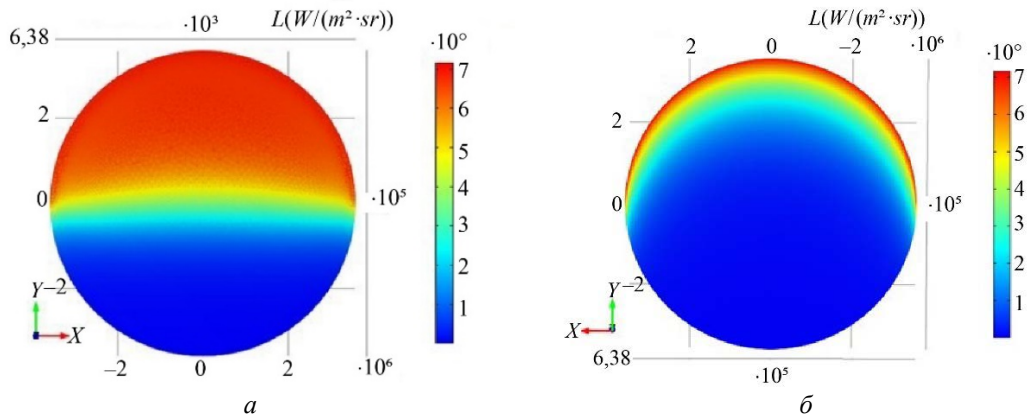 ·10³ L(W/(m²·sr))
6,38
·10°
7
6
5
4
3
2
1
2
0
–2
Y
X
–2 0 2 ·10⁶
·10⁵
а
L(W/(m²·sr))
2 0 –2 ·10⁶
·10°
7
6
5
4
3
2
1
2
0
–2
·10⁵
Y
X
6,38
·10⁵
б